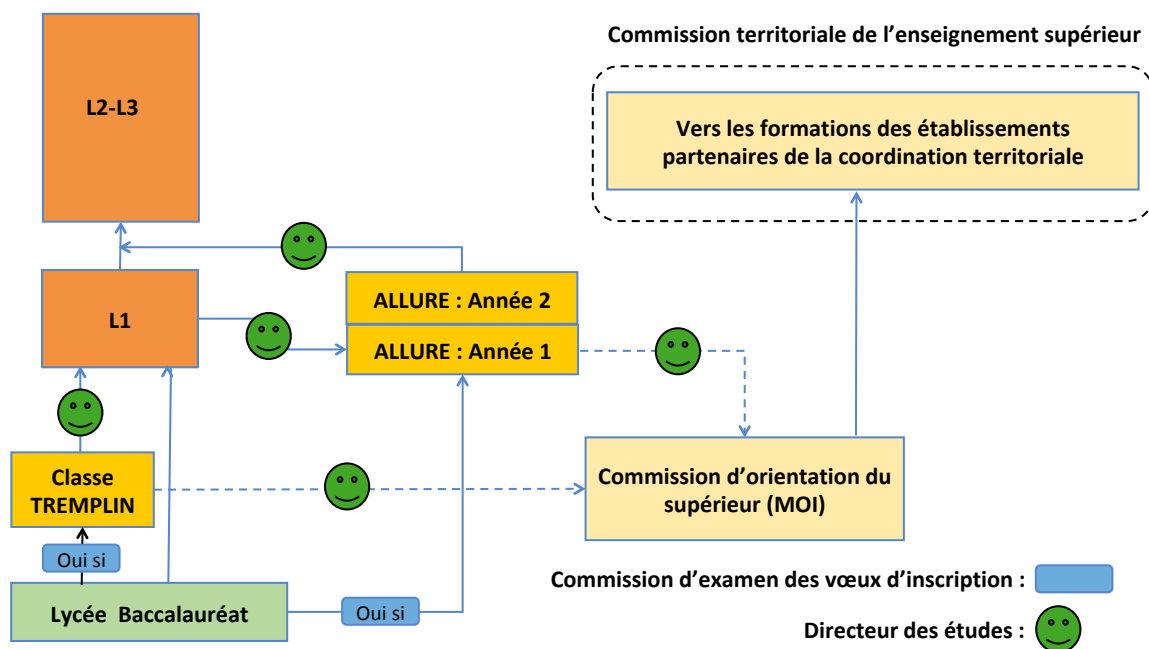 Commission territoriale de l'enseignement supérieur
L2-L3
Vers les formations des établissements
partenaires de la coordination territoriale
ALLURE : Année 2
L1
ALLURE : Année 1
Classe
TREMPLIN
Commission d'orientation du
supérieur (MOI)
Oui si
Commission d'examen des vœux d'inscription :
Lycée Baccalauréat
Oui si
Directeur des études :